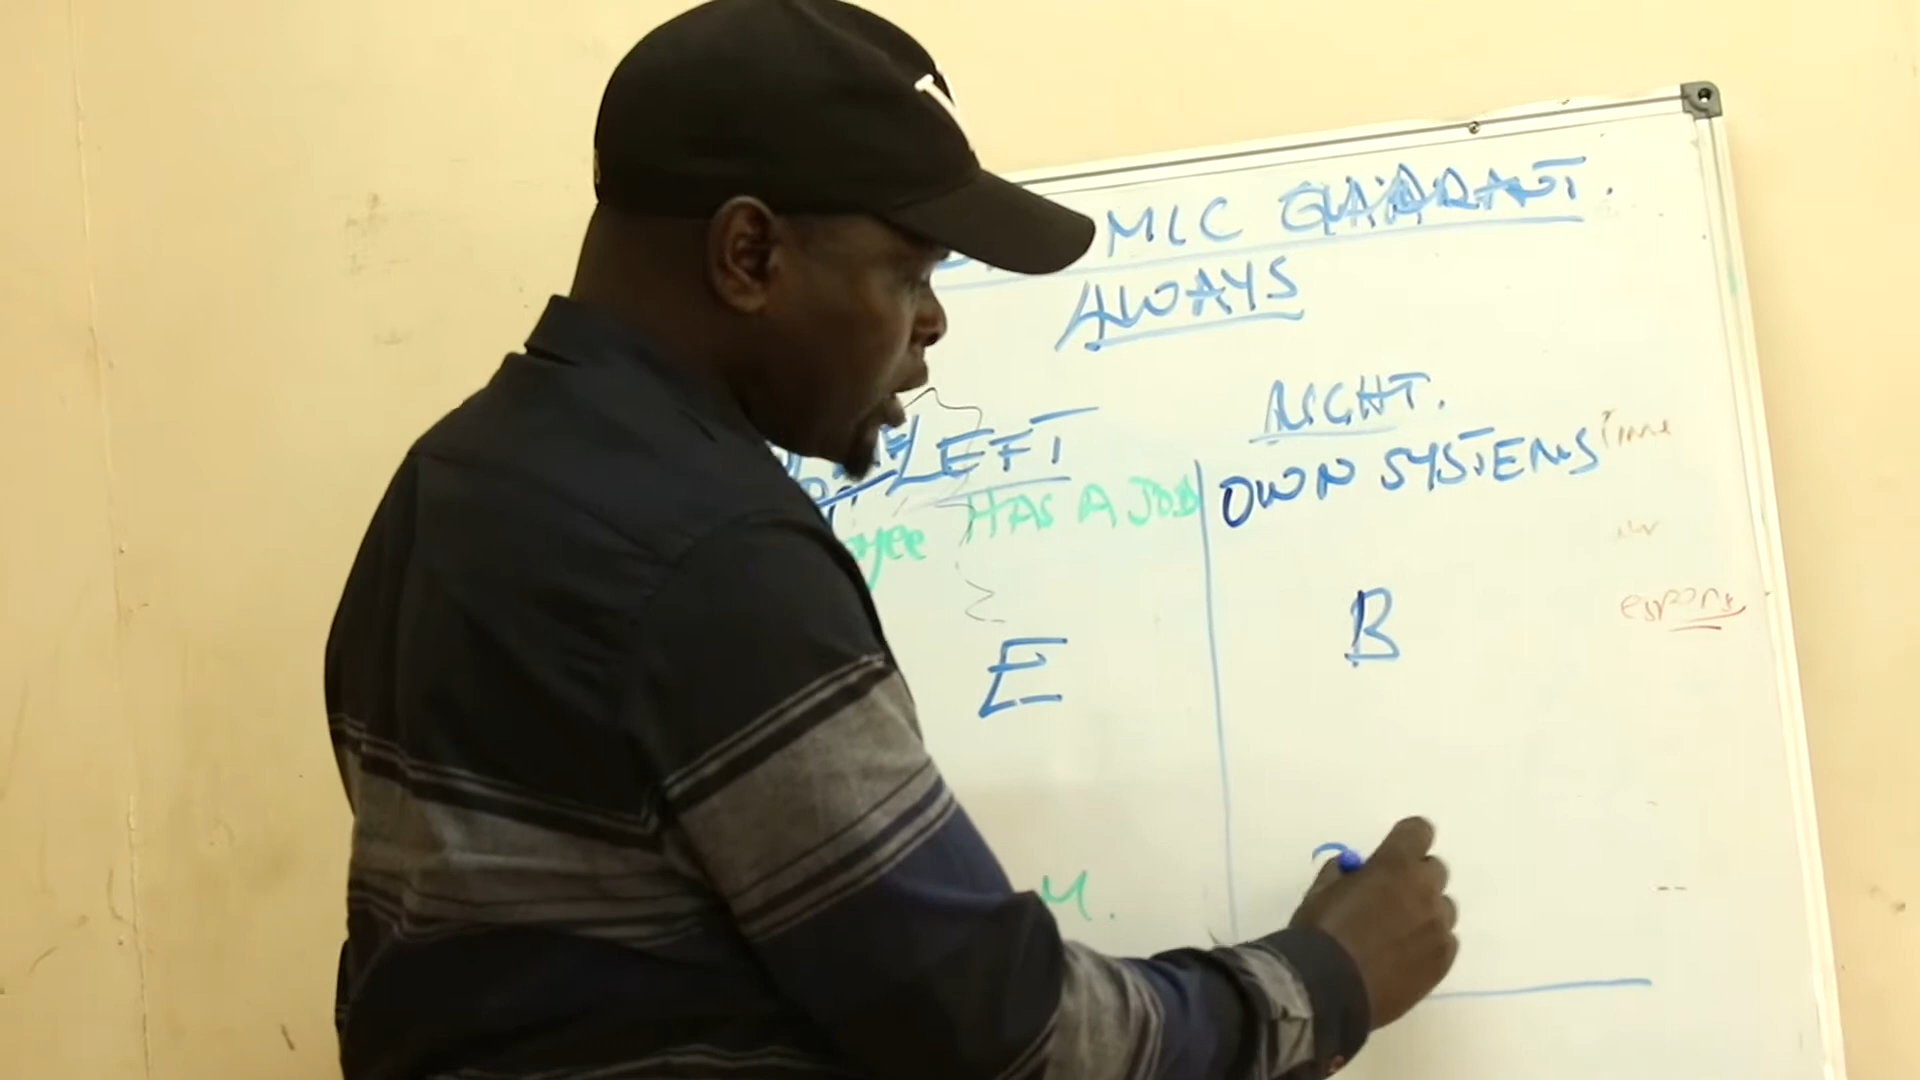 MIC QUADRANT.
ALWAYS
LEFT
RIGHT.
HAS A JOB
OWN SYSTEMS
E
B
M.